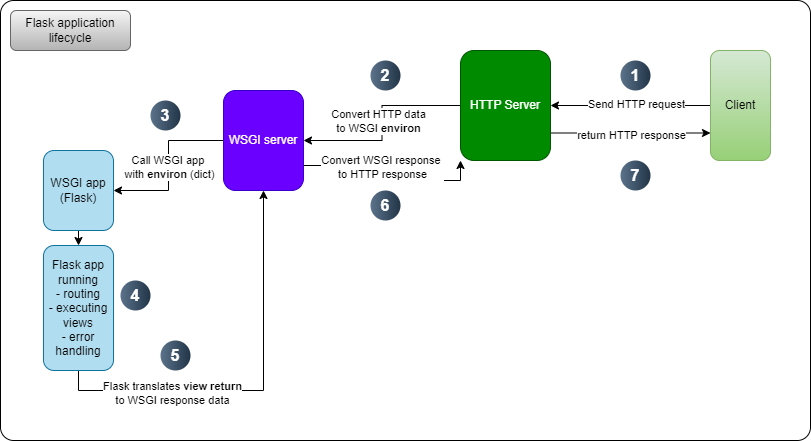 Flask application
lifecycle
1
Send HTTP request
Client
HTTP Server
return HTTP response
7
2
Convert HTTP data
to WSGI environ
WSGI server
Convert WSGI response
to HTTP response
6
3
Call WSGI app
with environ (dict)
WSGI app
(Flask)
Flask app
running
- routing
- executing
views
- error
handling
4
5
Flask translates view return
to WSGI response data